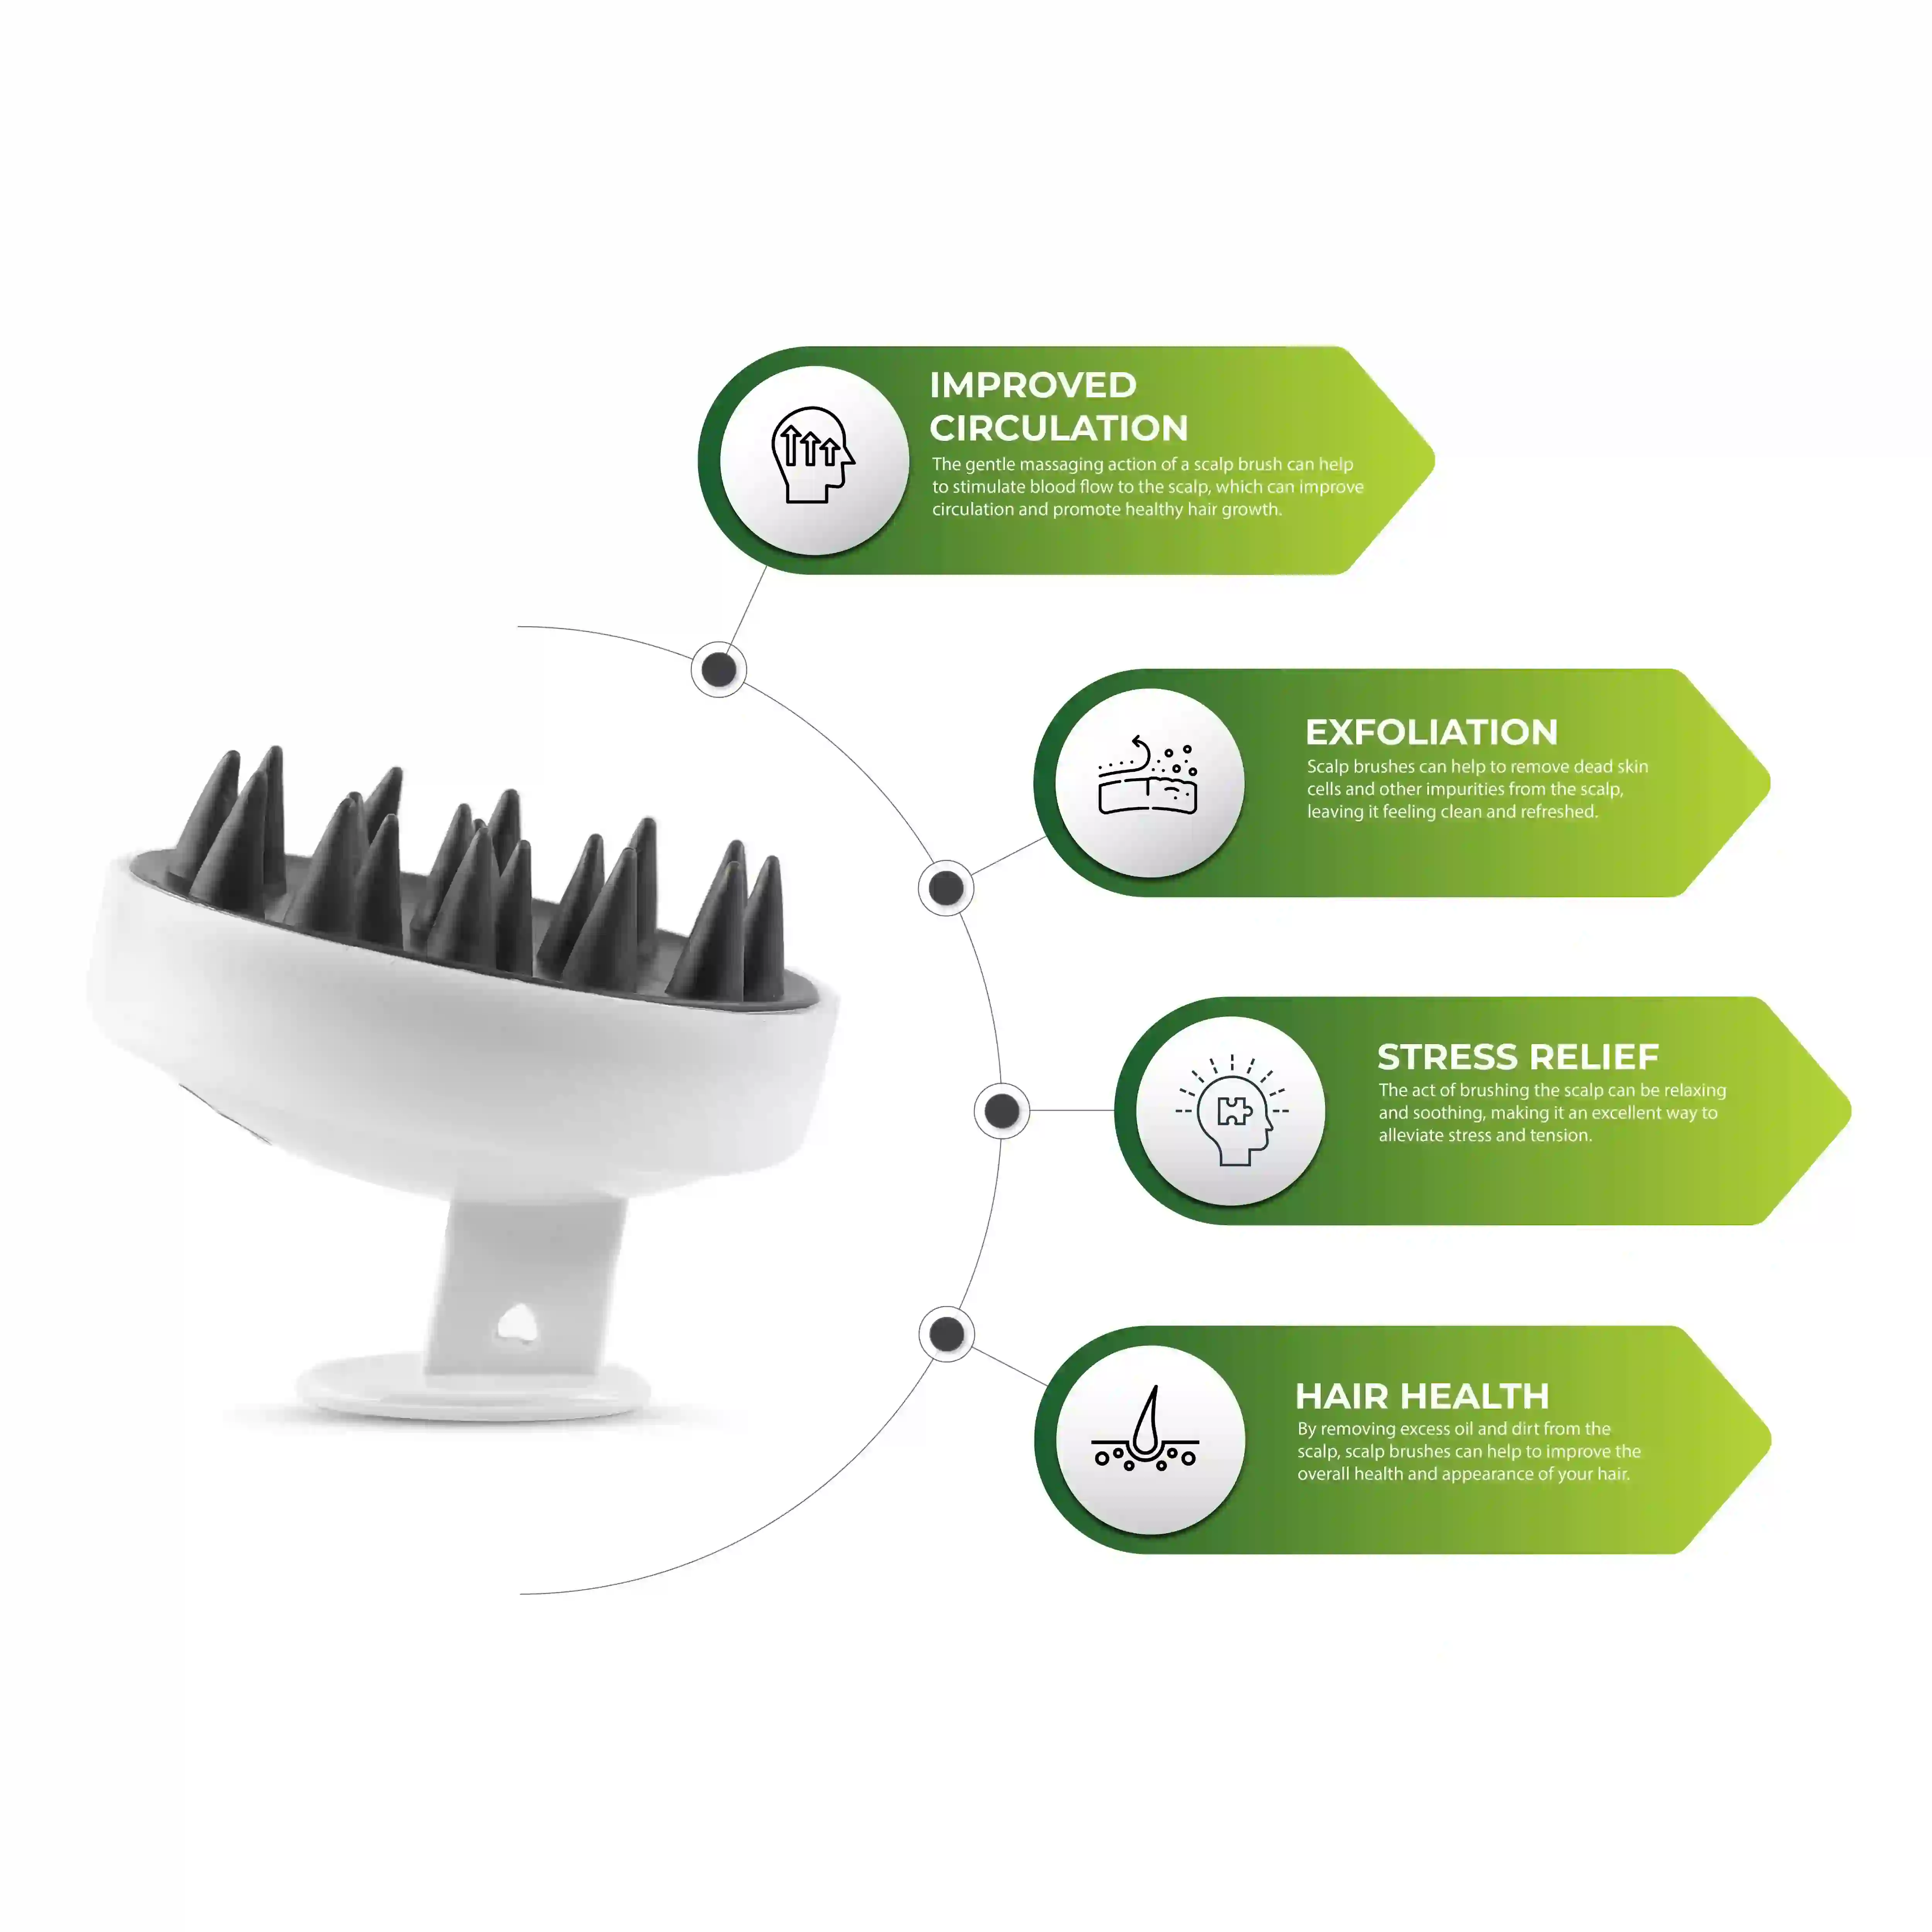 IMPROVED
CIRCULATION
The gentle massaging action of a scalp brush can help
to stimulate blood flow to the scalp, which can improve
circulation and promote healthy hair growth.
EXFOLIATION
Scalp brushes can help to remove dead skin
cells and other impurities from the scalp,
leaving it feeling clean and refreshed.
STRESS RELIEF
The act of brushing the scalp can be relaxing
and soothing, making it an excellent way to
alleviate stress and tension.
HAIR HEALTH
By removing excess oil and dirt from the
scalp, scalp brushes can help to improve the
overall health and appearance of your hair.